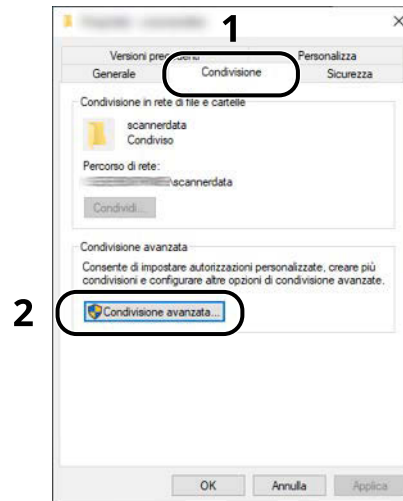 1
Versioni precedenti
Personalizza
Generale
Condivisione
Sicurezza
Condivisione in rete di file e cartelle
scannerdata
Condiviso
Percorso di rete:
\scannerdata
Condividi...
Condivisione avanzata
Consente di impostare autorizzazioni personalizzate, creare più
condivisioni e configurare altre opzioni di condivisione avanzate.
2
Condivisione avanzata...
OK
Annulla
Applica